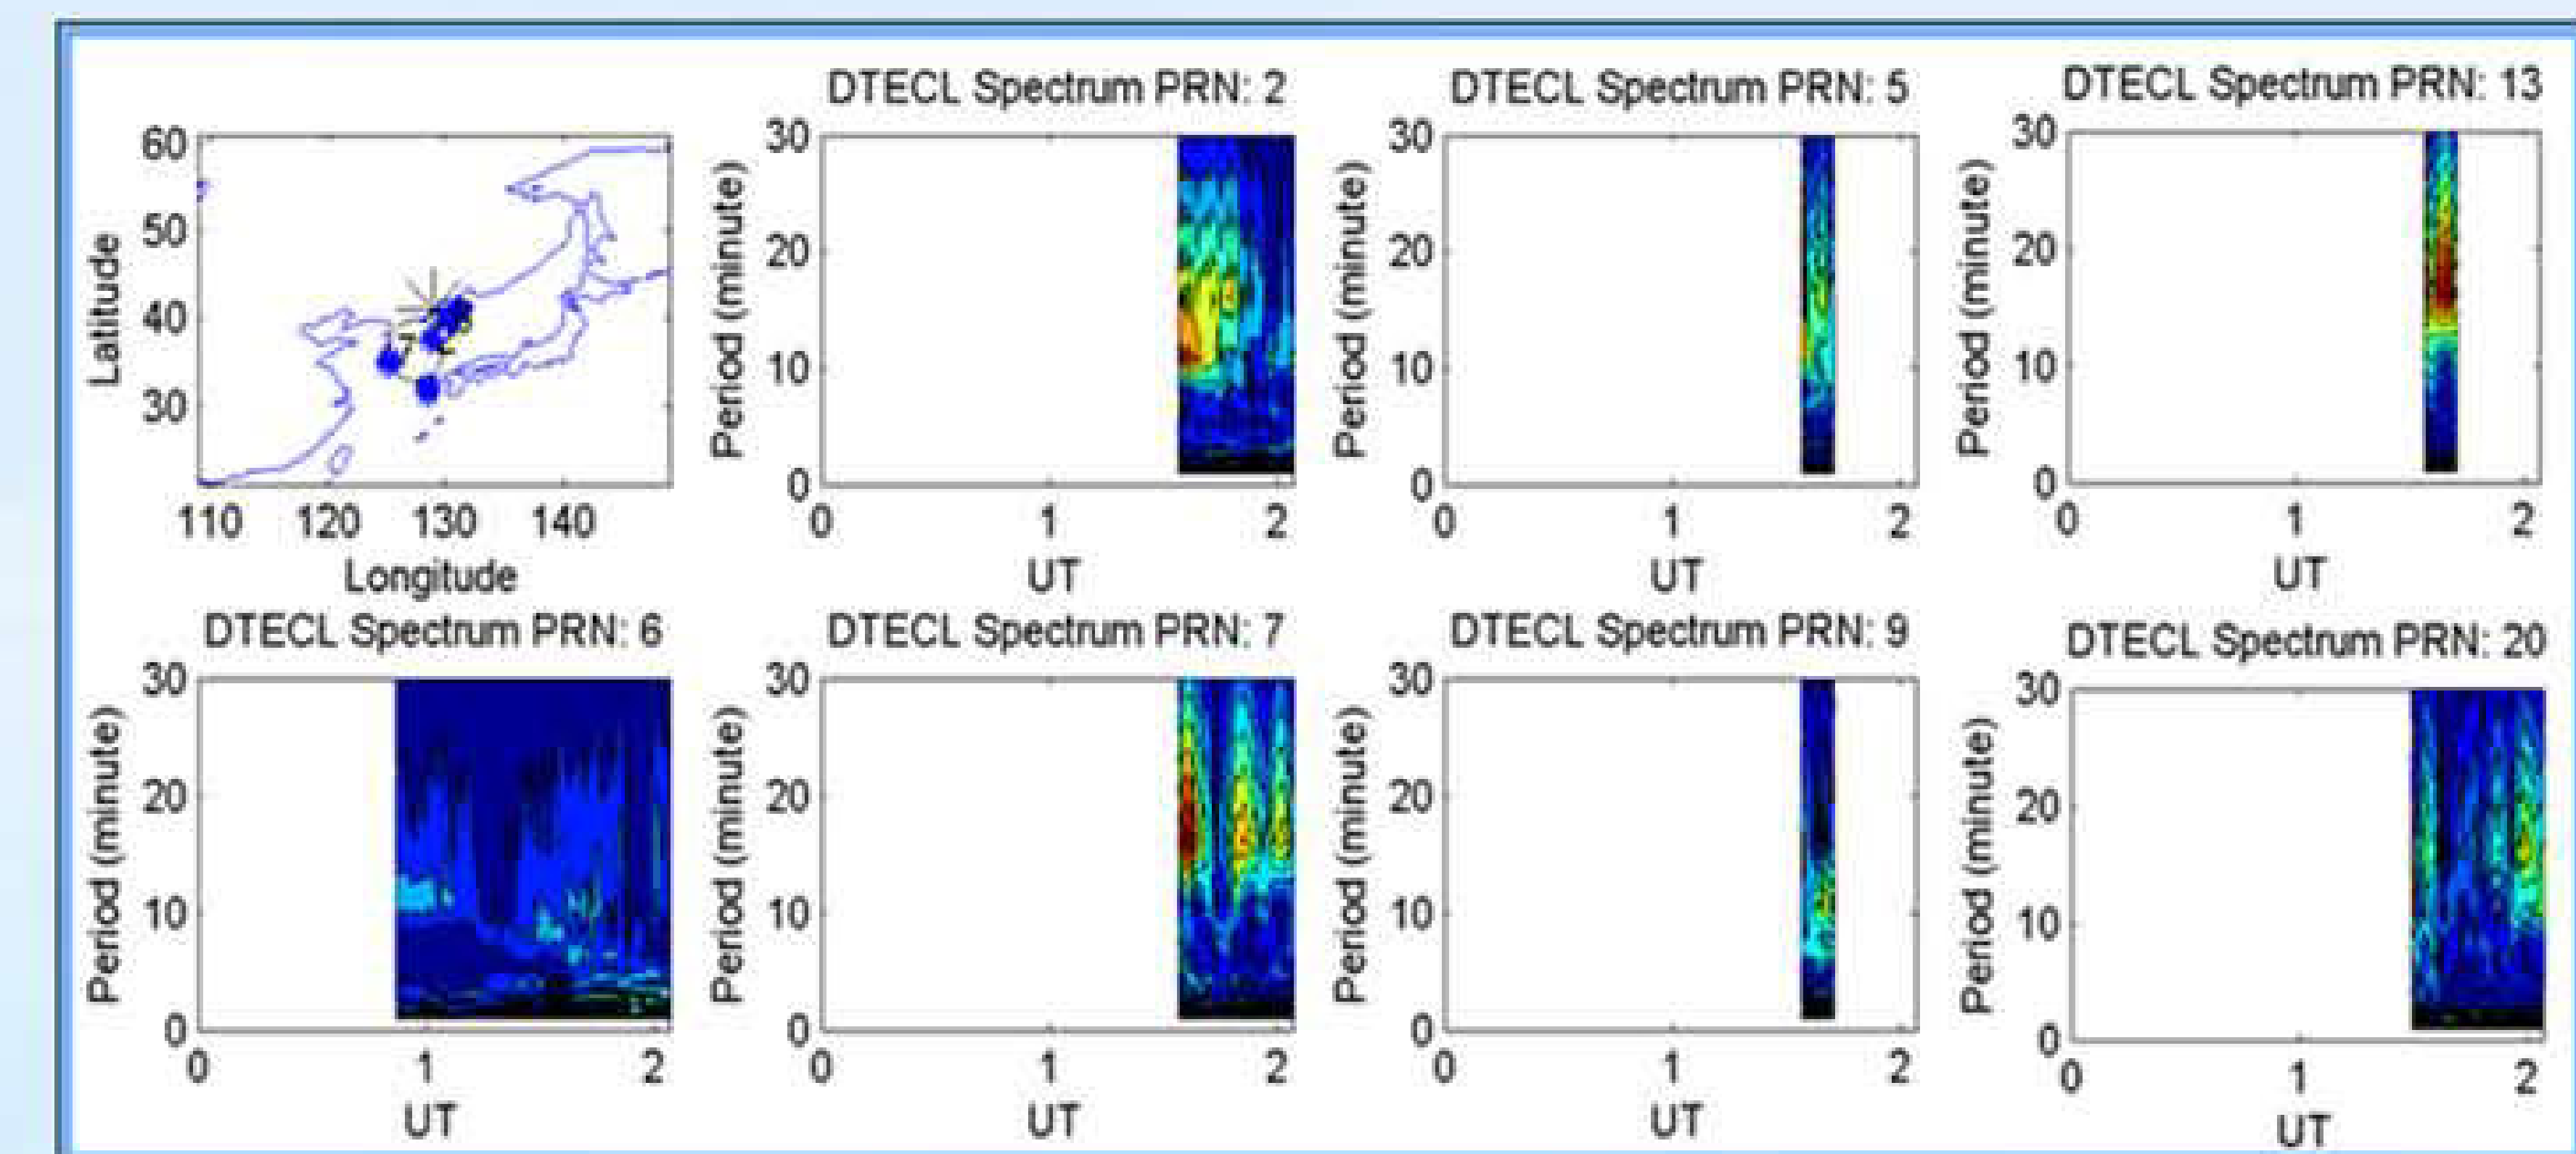 DTECL Spectrum PRN: 2
DTECL Spectrum PRN: 5
DTECL Spectrum PRN: 13
60
50
40
30
Latitude
110 120 130 140
Longitude
7
30
20
10
0
Period (minute)
0 1 2
UT
30
20
10
0
Period (minute)
0 1 2
UT
30
20
10
0
Period (minute)
0 1 2
UT
DTECL Spectrum PRN: 6
DTECL Spectrum PRN: 7
DTECL Spectrum PRN: 9
DTECL Spectrum PRN: 20
30
20
10
0
Period (minute)
0 1 2
UT
30
20
10
0
Period (minute)
0 1 2
UT
30
20
10
0
Period (minute)
0 1 2
UT
30
20
10
0
Period (minute)
0 1 2
UT